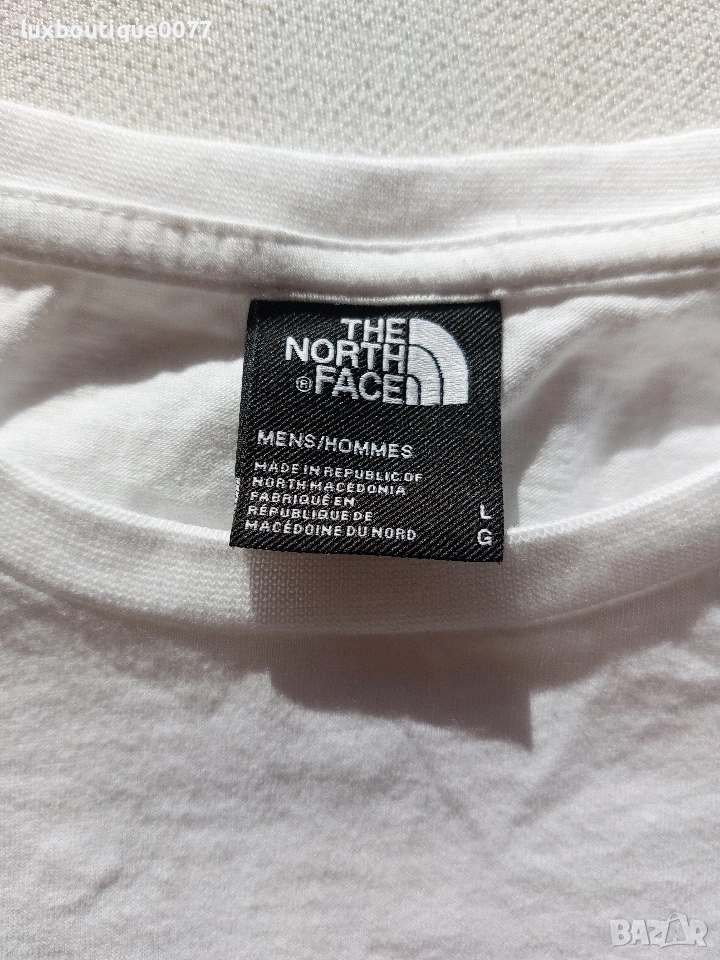 luxboutique0077
THE
NORTH
® FACE
MENS/HOMMES
MADE IN REPUBLIC OF
NORTH MACEDONIA
FABRIQUÉ EN
RÉPUBLIQUE DE
MACÉDOINE DU NORD
L
G
BAZAR